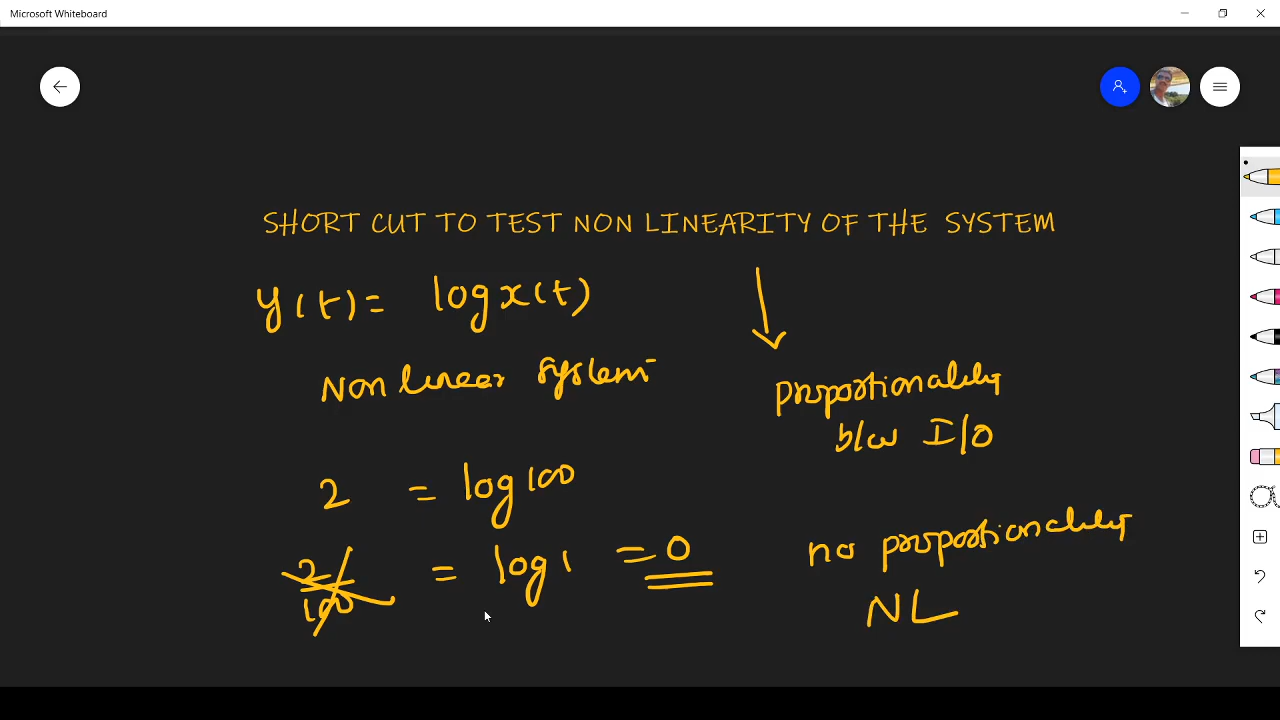 Microsoft Whiteboard
SHORT CUT TO TEST NON LINEARITY OF THE SYSTEM
y(t) = log x(t)
Non linear system
proportionality
b/w I/O
2 = log 100
2/100 = log 1 = 0
no proportionality
NL